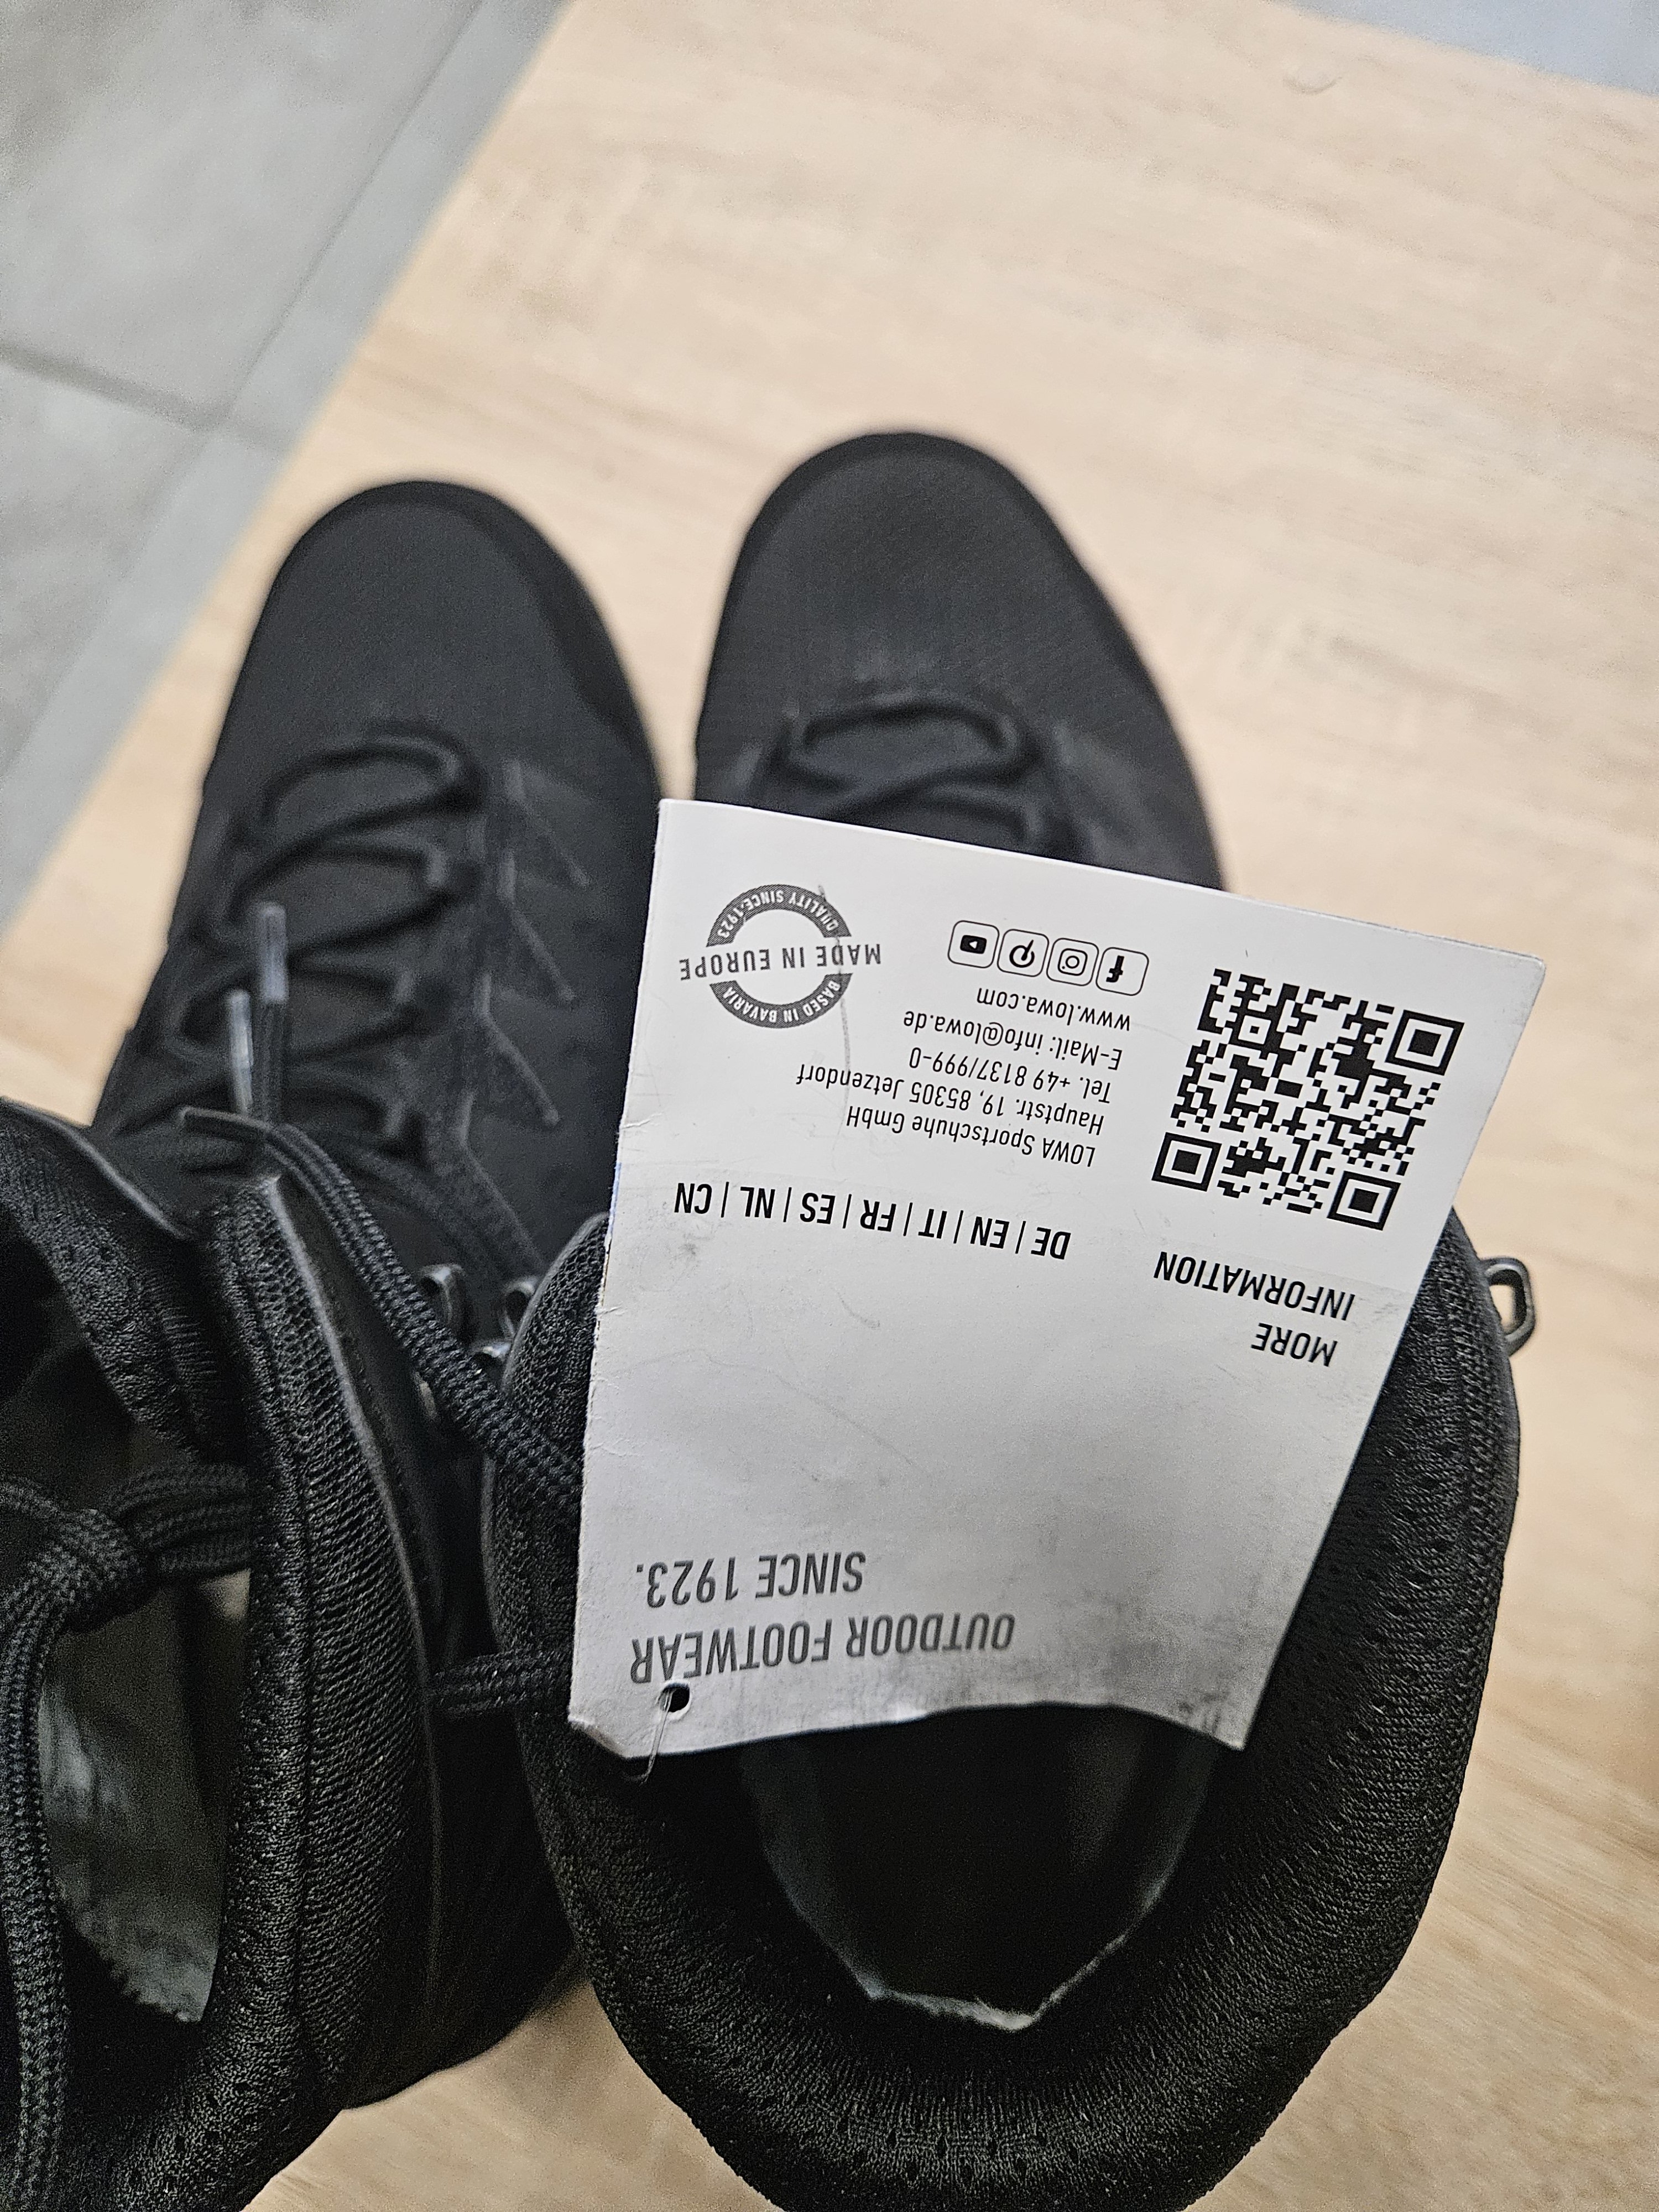 OUTDOOR FOOTWEAR
SINCE 1923.
MORE
INFORMATION
DE | EN | IT | FR | ES | NL | CN
LOWA Sportschuhe GmbH
Hauptstr. 19, 85305 Jetzendorf
Tel. +49 8137/999-0
E-Mail: info@lowa.de
www.lowa.com
BASED IN BAVARIA
MADE IN EUROPE
QUALITY SINCE 1923